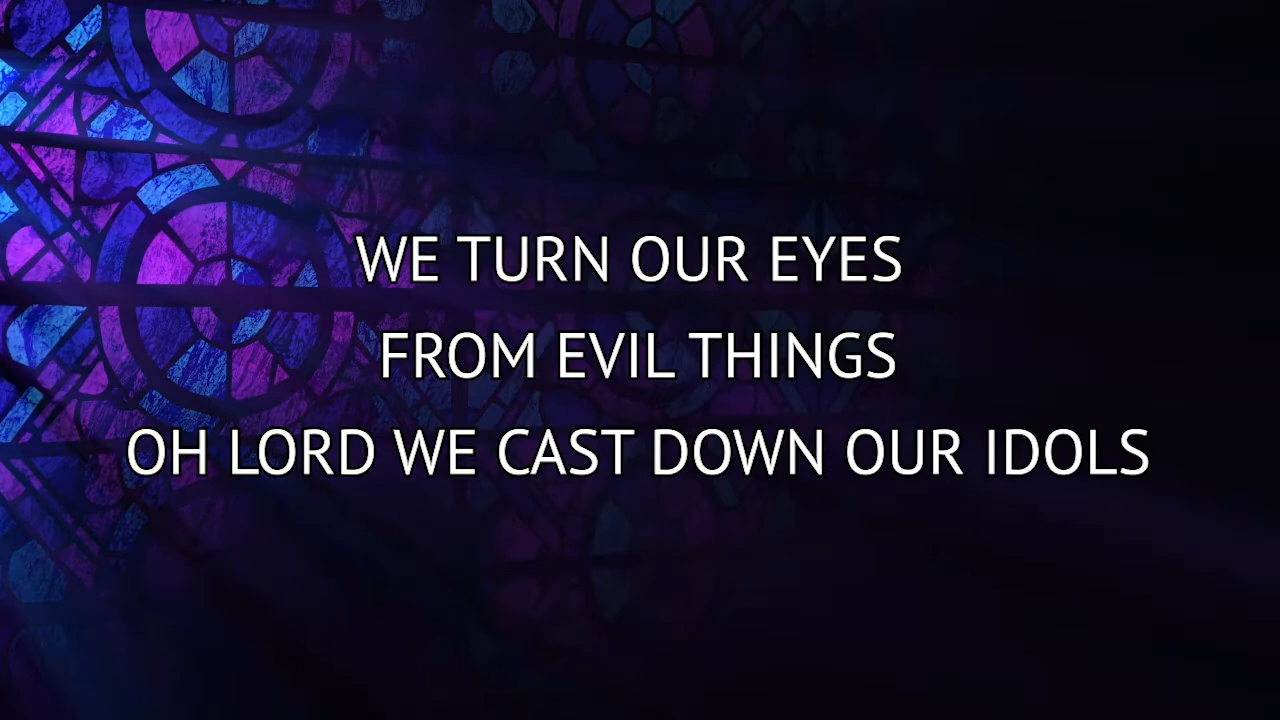 WE TURN OUR EYES
FROM EVIL THINGS
OH LORD WE CAST DOWN OUR IDOLS